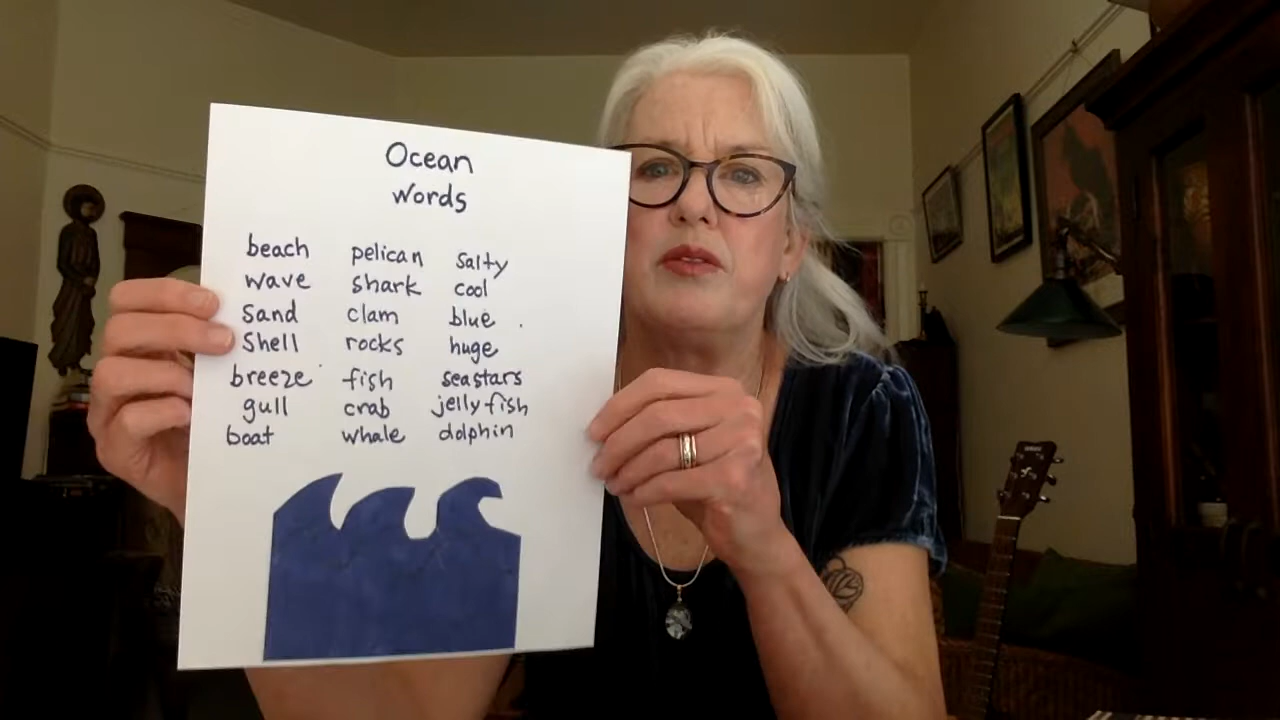 Ocean
words
beach pelican salty
wave shark cool
sand clam blue
Shell rocks huge
breeze fish seastars
gull crab jellyfish
boat whale dolphin